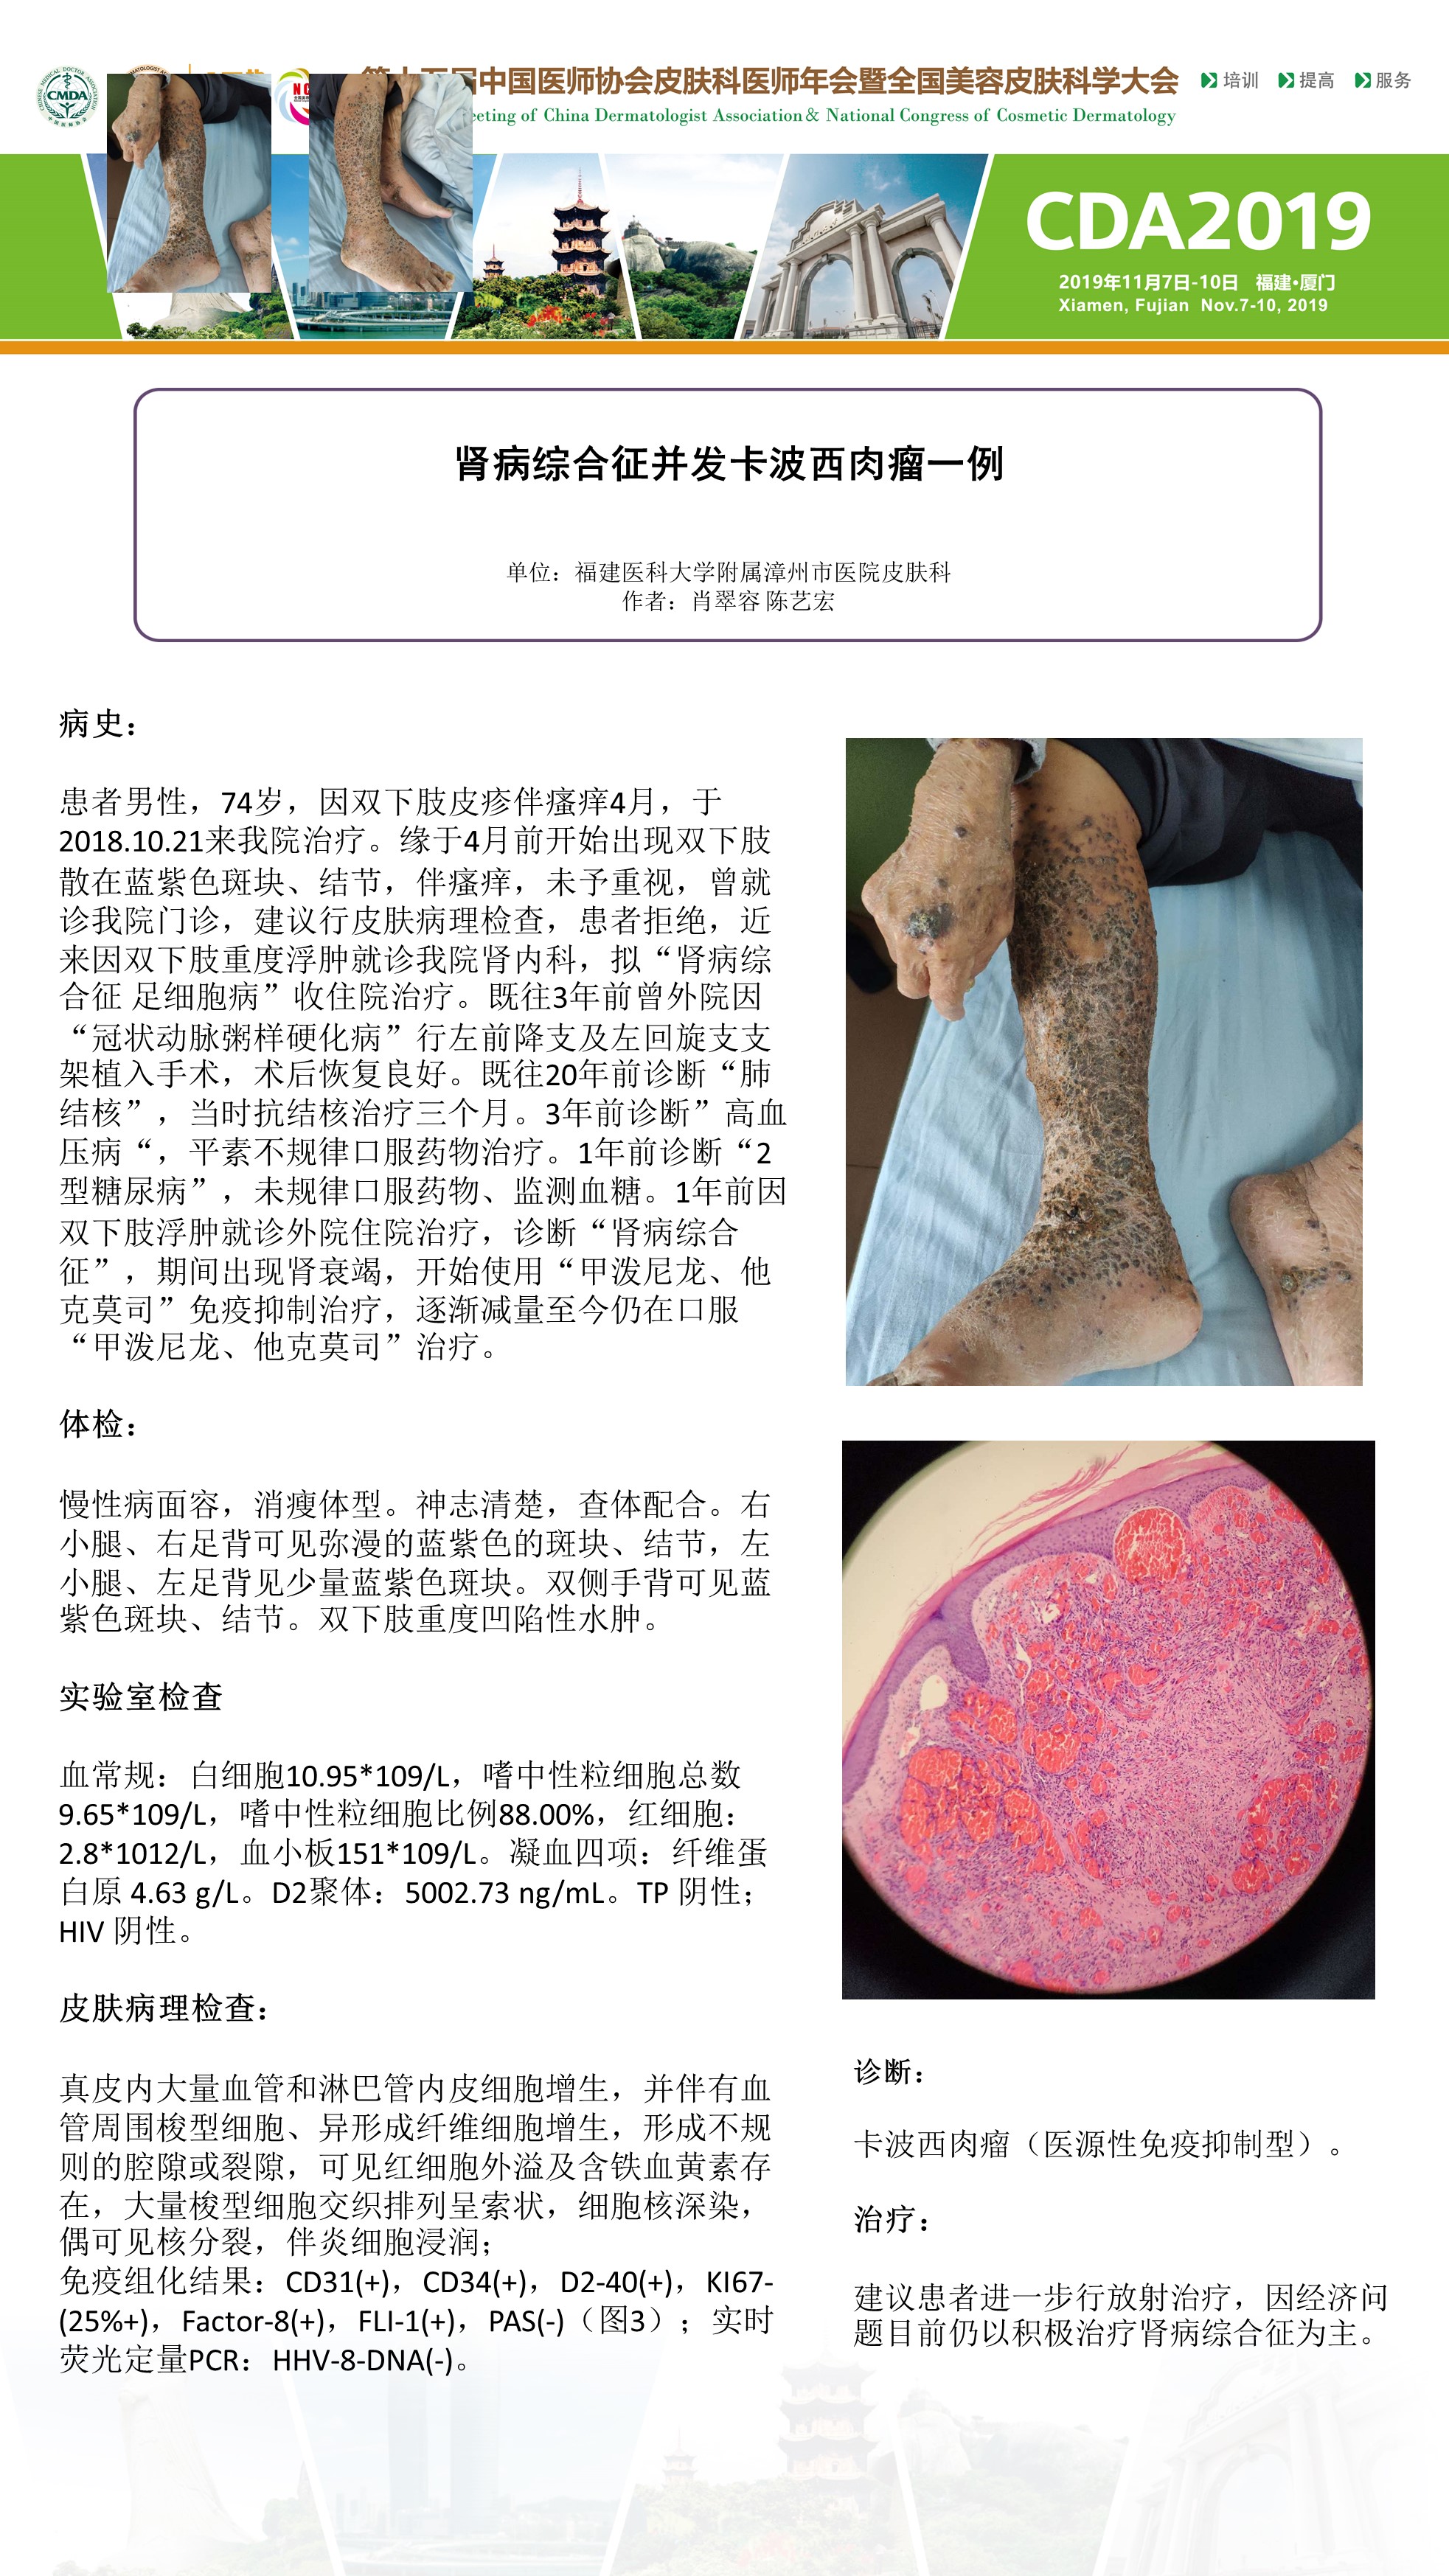 CMDA
中国医师协会皮肤科医师年会暨全国美容皮肤科学大会
培训 提高 服务
eeting of China Dermatologist Association & National Congress of Cosmetic Dermatology
CDA2019
2019年11月7日-10日 福建•厦门
Xiamen, Fujian Nov.7-10, 2019
肾病综合征并发卡波西肉瘤一例
单位：福建医科大学附属漳州市医院皮肤科
作者：肖翠容 陈艺宏
病史：
患者男性，74岁，因双下肢皮疹伴瘙痒4月，于
2018.10.21来我院治疗。缘于4月前开始出现双下肢
散在蓝紫色斑块、结节，伴瘙痒，未予重视，曾就
诊我院门诊，建议行皮肤病理检查，患者拒绝，近
来因双下肢重度浮肿就诊我院肾内科，拟“肾病综
合征 足细胞病”收住院治疗。既往3年前曾外院因
“冠状动脉粥样硬化病”行左前降支及左回旋支支
架植入手术，术后恢复良好。既往20年前诊断“肺
结核”，当时抗结核治疗三个月。3年前诊断”高血
压病“，平素不规律口服药物治疗。1年前诊断“2
型糖尿病”，未规律口服药物、监测血糖。1年前因
双下肢浮肿就诊外院住院治疗，诊断“肾病综合
征”，期间出现肾衰竭，开始使用“甲泼尼龙、他
克莫司”免疫抑制治疗，逐渐减量至今仍在口服
“甲泼尼龙、他克莫司”治疗。
体检：
慢性病面容，消瘦体型。神志清楚，查体配合。右
小腿、右足背可见弥漫的蓝紫色的斑块、结节，左
小腿、左足背见少量蓝紫色斑块。双侧手背可见蓝
紫色斑块、结节。双下肢重度凹陷性水肿。
实验室检查
血常规：白细胞10.95*109/L，嗜中性粒细胞总数
9.65*109/L，嗜中性粒细胞比例88.00%，红细胞：
2.8*1012/L，血小板151*109/L。凝血四项：纤维蛋
白原 4.63 g/L。D2聚体：5002.73 ng/mL。TP 阴性；
HIV 阴性。
皮肤病理检查：
真皮内大量血管和淋巴管内皮细胞增生，并伴有血
管周围梭型细胞、异形成纤维细胞增生，形成不规
则的腔隙或裂隙，可见红细胞外溢及含铁血黄素存
在，大量梭型细胞交织排列呈索状，细胞核深染，
偶可见核分裂，伴炎细胞浸润；
免疫组化结果：CD31(+)，CD34(+)，D2-40(+)，KI67-
(25%+)，Factor-8(+)，FLI-1(+)，PAS(-)（图3）；实时
荧光定量PCR：HHV-8-DNA(-)。
诊断：
卡波西肉瘤（医源性免疫抑制型）。
治疗：
建议患者进一步行放射治疗，因经济问
题目前仍以积极治疗肾病综合征为主。